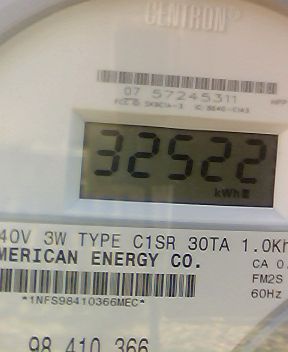 CENTRON®
07 57245311
32522
kWh
40V 3W TYPE C1SR 30TA 1.0Kh
MERICAN ENERGY CO.
CA 0.
*1NFS98410366MEC*
FM2S
60Hz
98 410 366